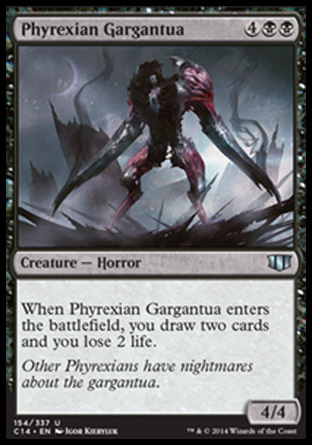 Phyrexian Gargantua 4
Creature — Horror
When Phyrexian Gargantua enters
the battlefield, you draw two cards
and you lose 2 life.
Other Phyrexians have nightmares
about the gargantua.
4/4
154/337 U
C14 • EN Igor Kieryluk ™ & © 2014 Wizards of the Coast